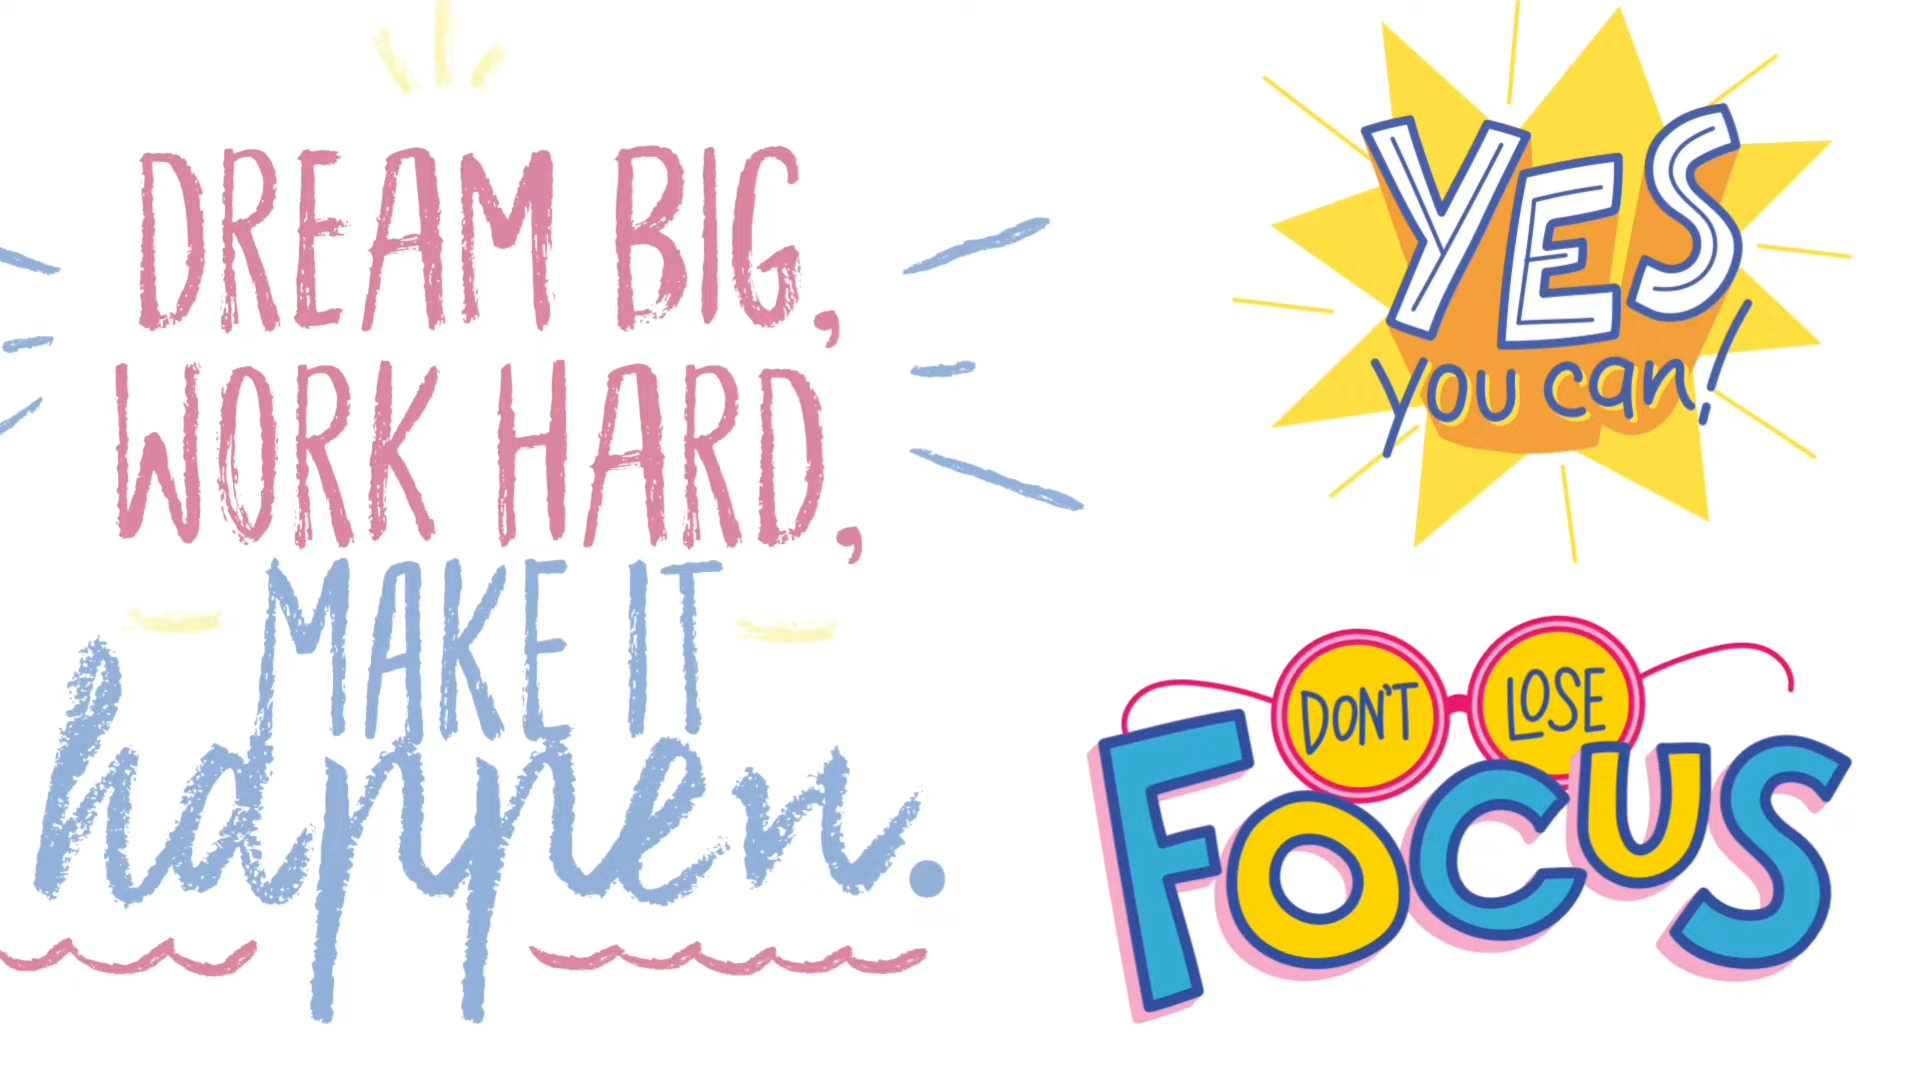 DREAM BIG,
WORK HARD,
MAKE IT
happen.
YES
you can!
DON'T LOSE
FOCUS